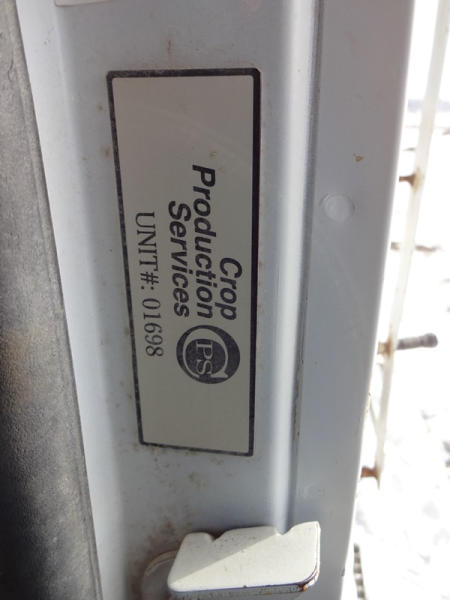 Crop
Production
Services
CPS
UNIT#: 01698